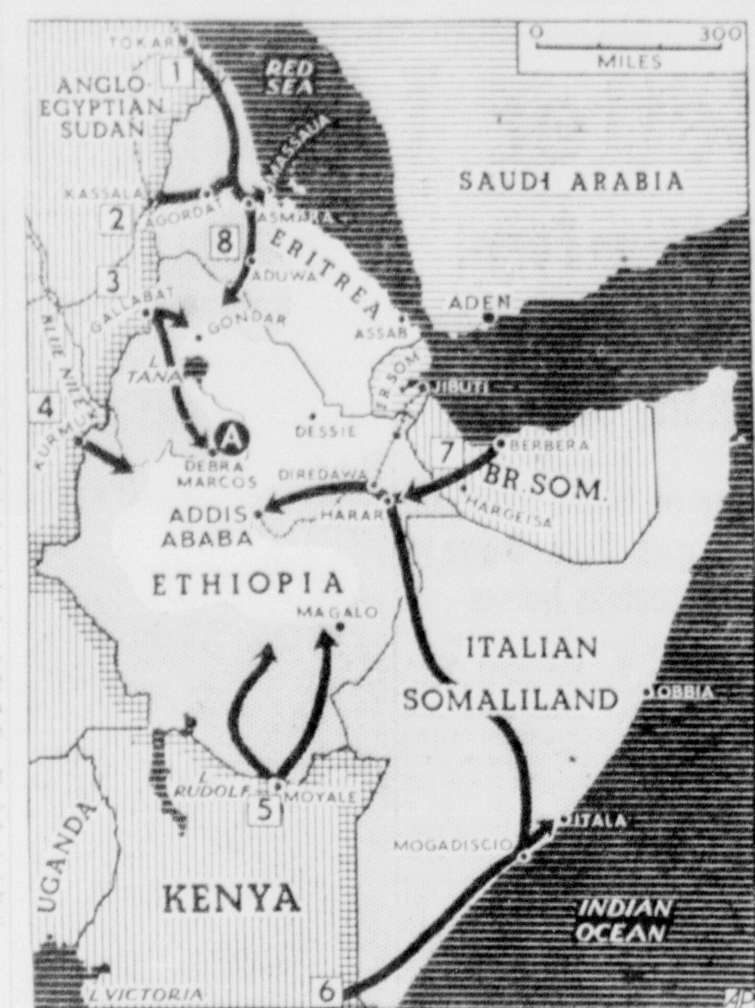 TOKAR
0 300
MILES
1
RED
SEA
ANGLO-
EGYPTIAN
SUDAN
MASSAUA
SAUDI ARABIA
KASSALA
AGORDAT
ASMARA
2
8
ERITREA
3
ADUWA
GALLABAT
ADEN
GONDAR
ASSAB
BLUE NILE
L.
TANA
FR. SOM.
JIBUTI
4
KURMUK
A
DESSIE
7
BERBERA
DEBRA
MARCOS
DIREDAWA
BR. SOM.
HARAR
HARGEISA
ADDIS
ABABA
ETHIOPIA
MAGALO
ITALIAN
SOMALILAND
OBBIA
L.
RUDOLF
5
MOYALE
ITALA
MOGADISCIO
UGANDA
KENYA
INDIAN
OCEAN
6
L. VICTORIA